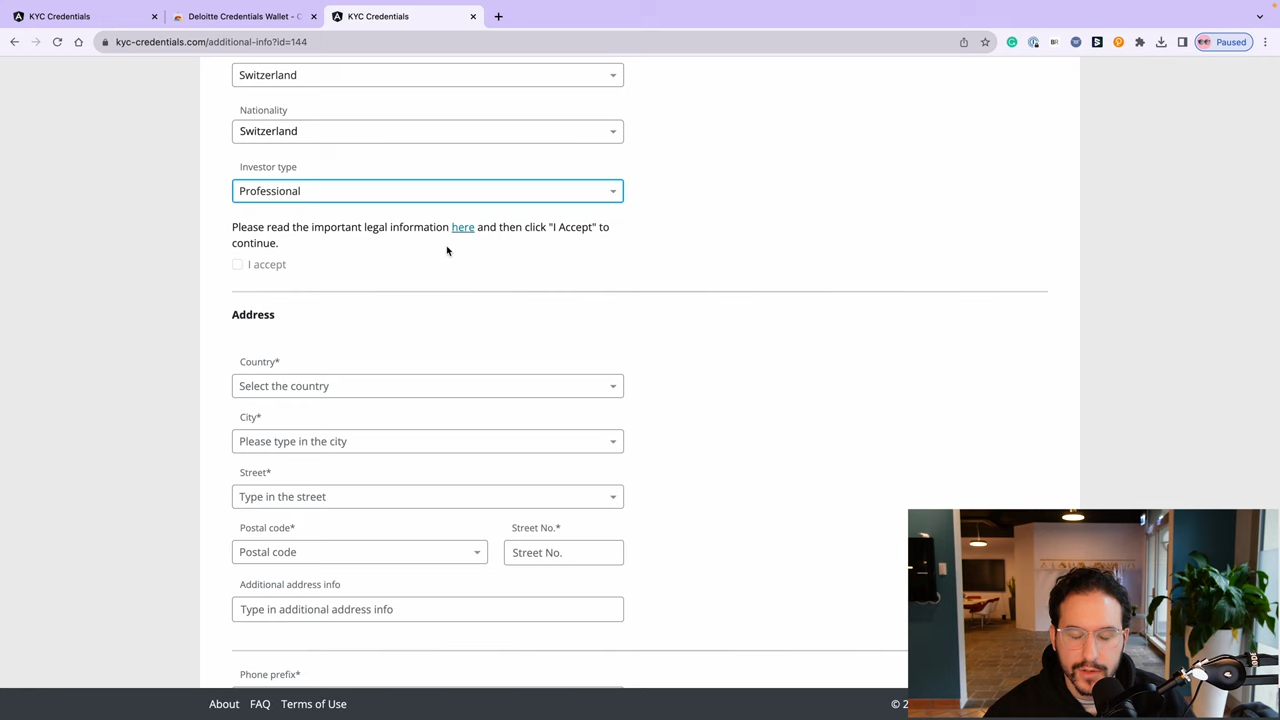 KYC Credentials
Deloitte Credentials Wallet - C
KYC Credentials
kyc-credentials.com/additional-info?id=144
BR
Paused
Switzerland
Nationality
Switzerland
Investor type
Professional
Please read the important legal information here and then click "I Accept" to
continue.
I accept
Address
Country*
Select the country
City*
Please type in the city
Street*
Type in the street
Postal code*
Street No.*
Postal code
Street No.
Additional address info
Type in additional address info
Phone prefix*
About
FAQ
Terms of Use
© 2